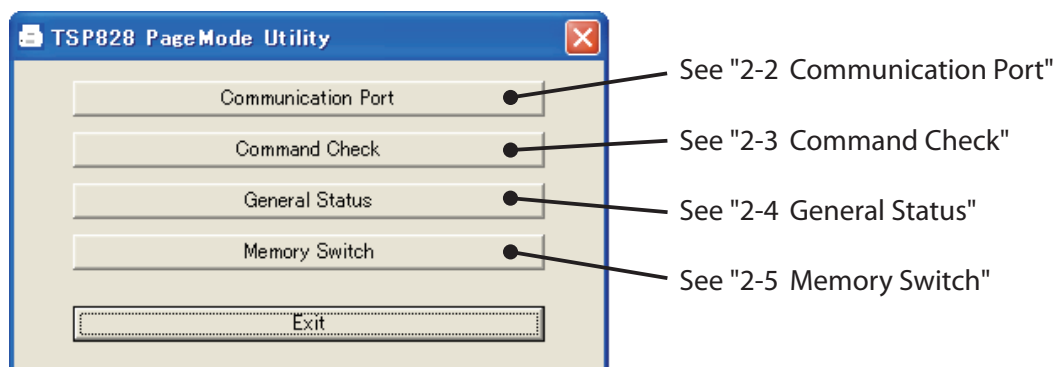 TSP828 PageMode Utility
Communication Port
See "2-2 Communication Port"
Command Check
See "2-3 Command Check"
General Status
See "2-4 General Status"
Memory Switch
See "2-5 Memory Switch"
Exit